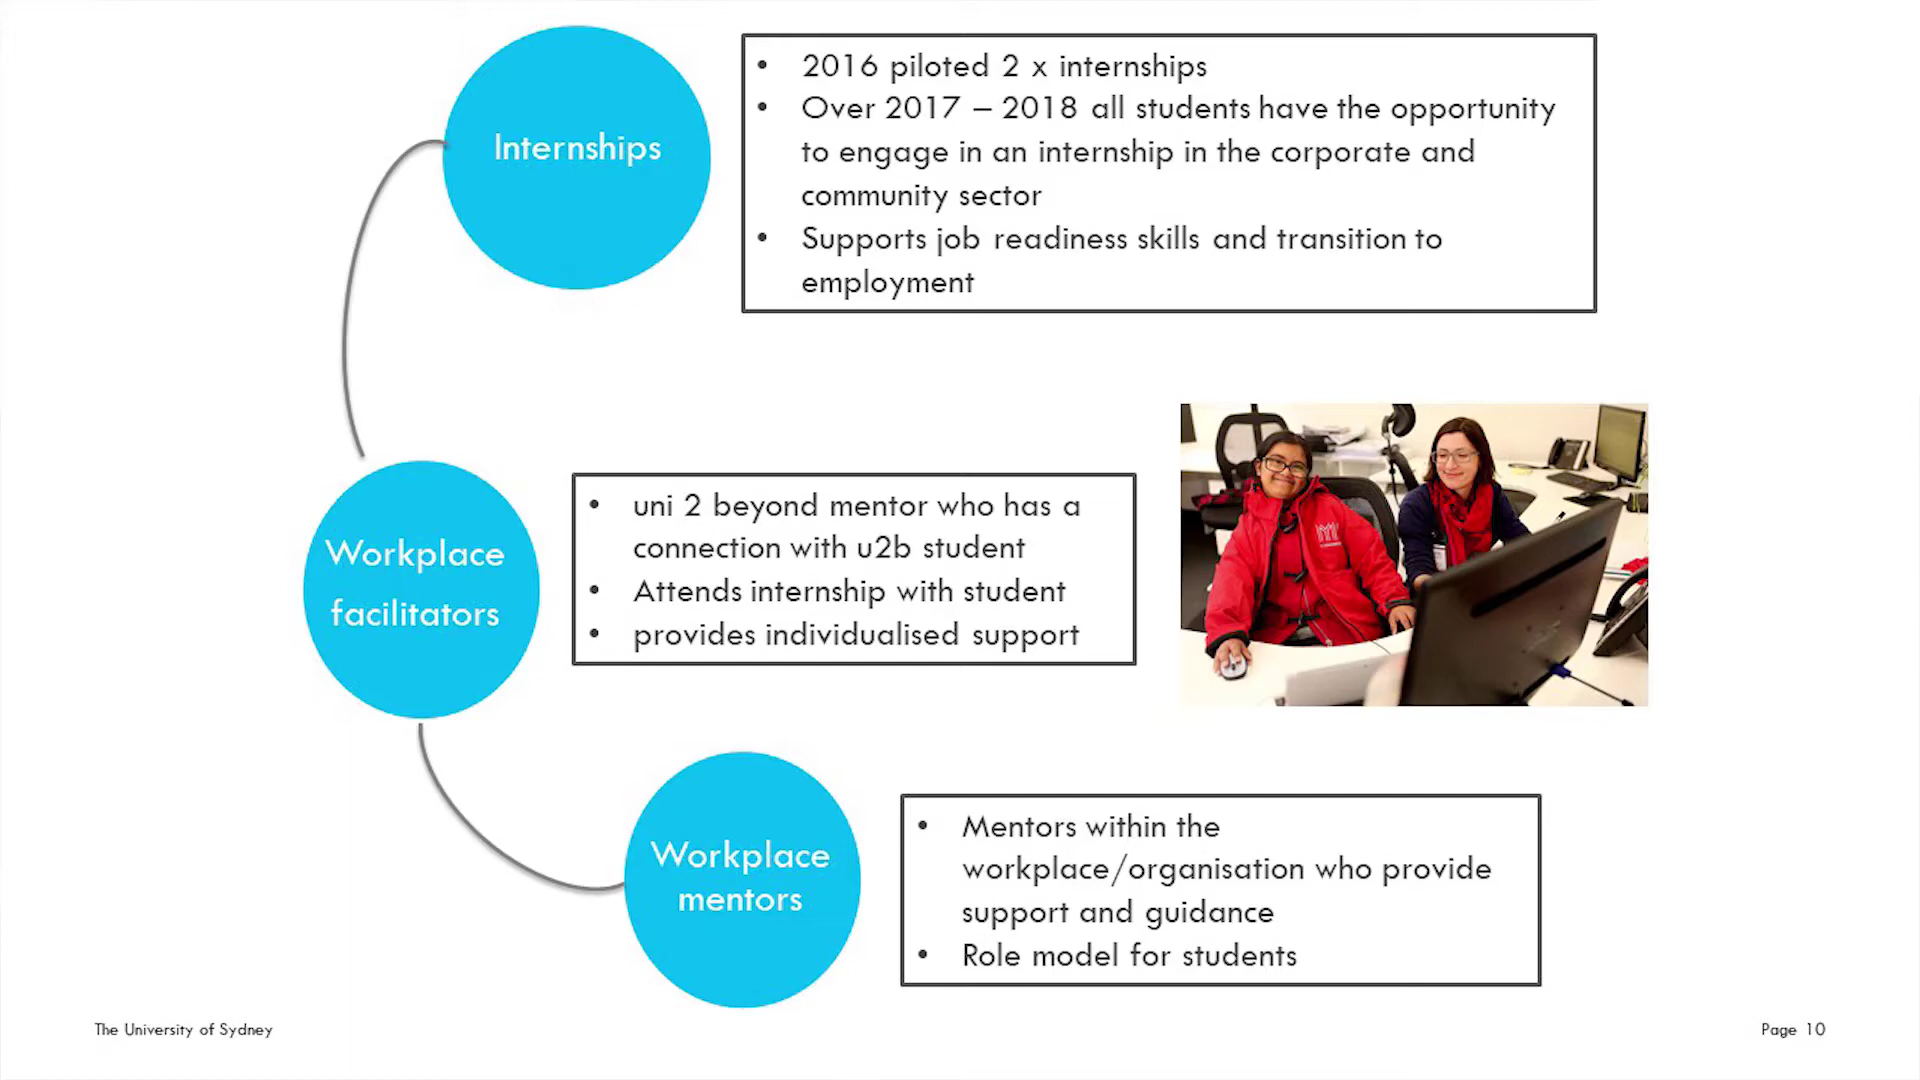 Internships
• 2016 piloted 2 x internships
• Over 2017 – 2018 all students have the opportunity
to engage in an internship in the corporate and
community sector
• Supports job readiness skills and transition to
employment
Workplace
facilitators
• uni 2 beyond mentor who has a
connection with u2b student
• Attends internship with student
• provides individualised support
Workplace
mentors
• Mentors within the
workplace/organisation who provide
support and guidance
• Role model for students
The University of Sydney
Page 10